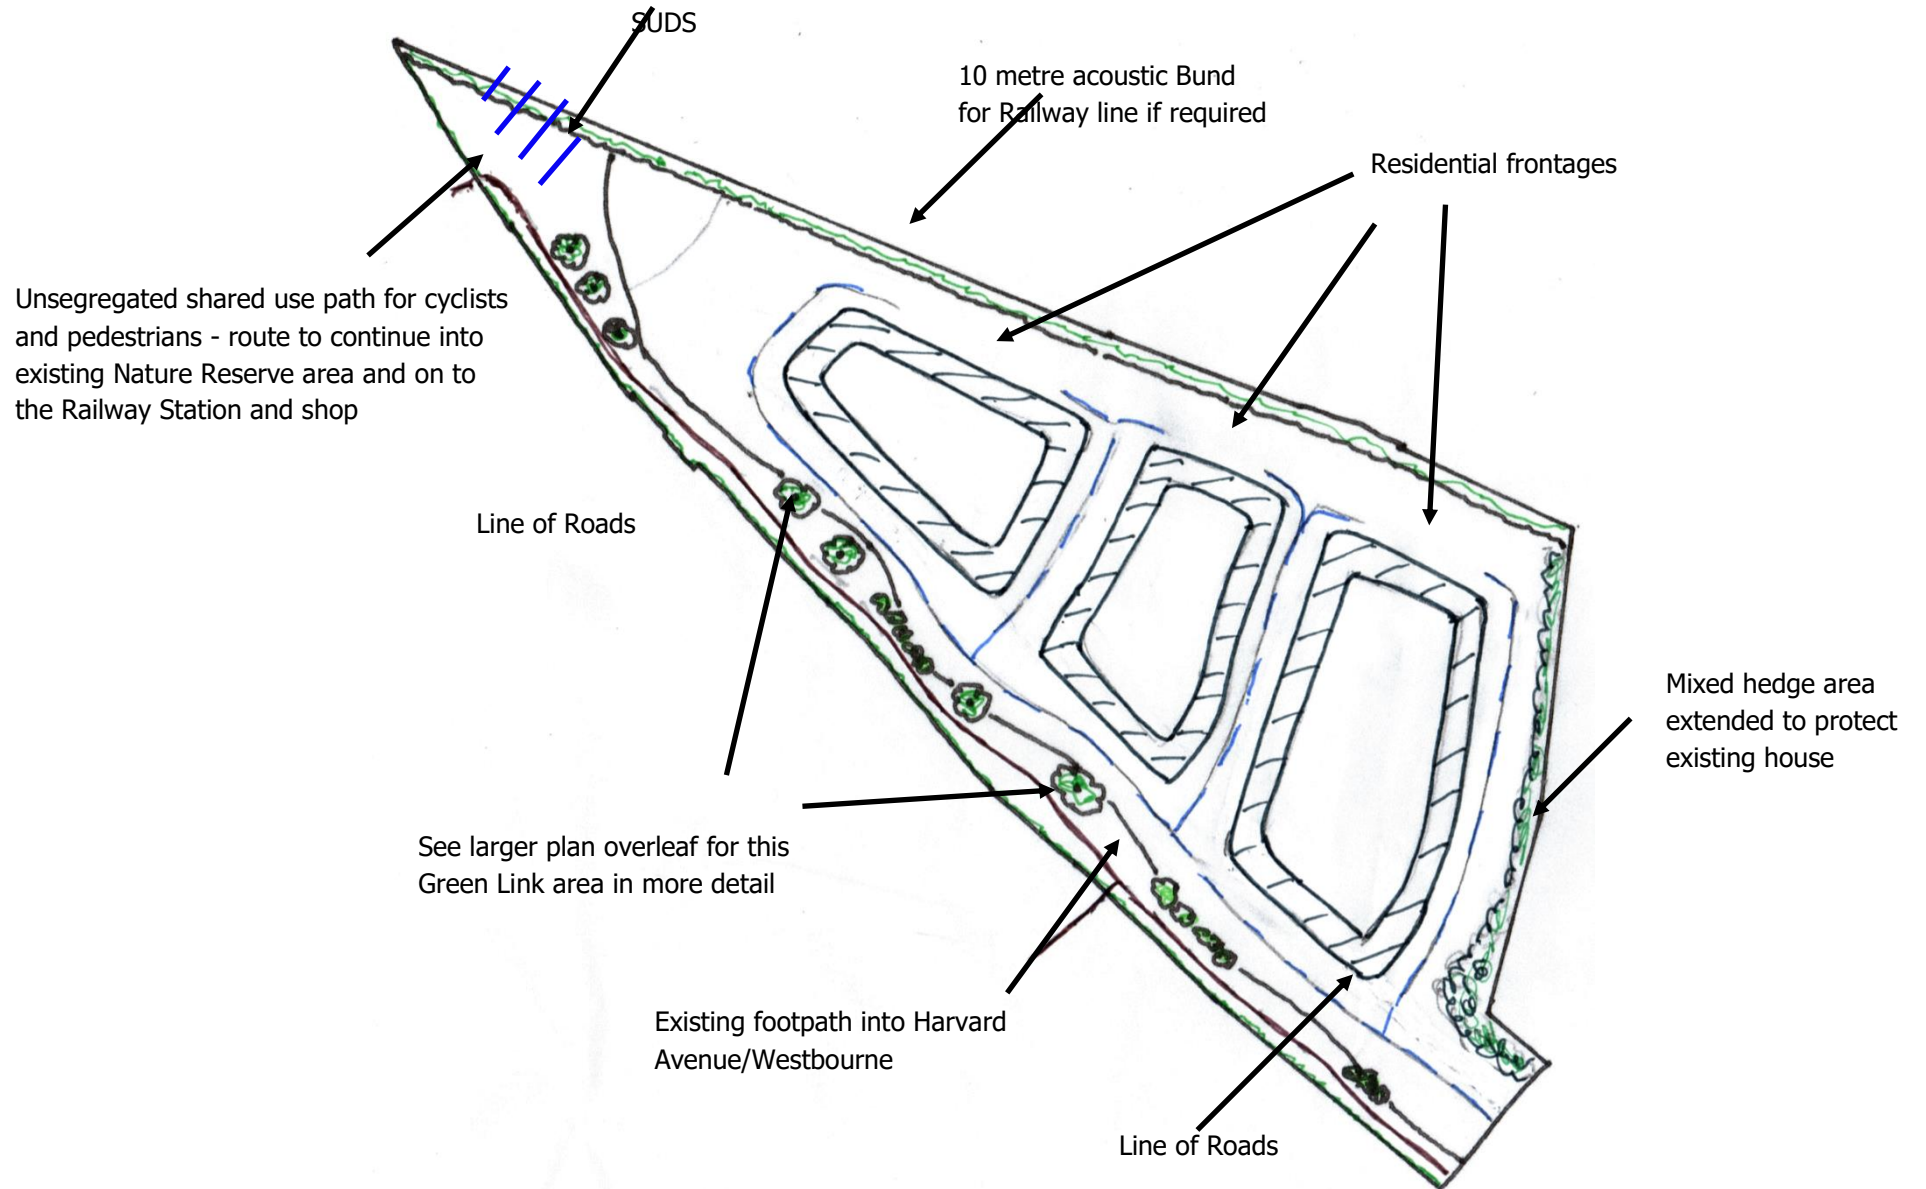 SUDS
10 metre acoustic Bund
for Railway line if required
Residential frontages
Unsegregated shared use path for cyclists
and pedestrians - route to continue into
existing Nature Reserve area and on to
the Railway Station and shop
Line of Roads
Mixed hedge area
extended to protect
existing house
See larger plan overleaf for this
Green Link area in more detail
Existing footpath into Harvard
Avenue/Westbourne
Line of Roads